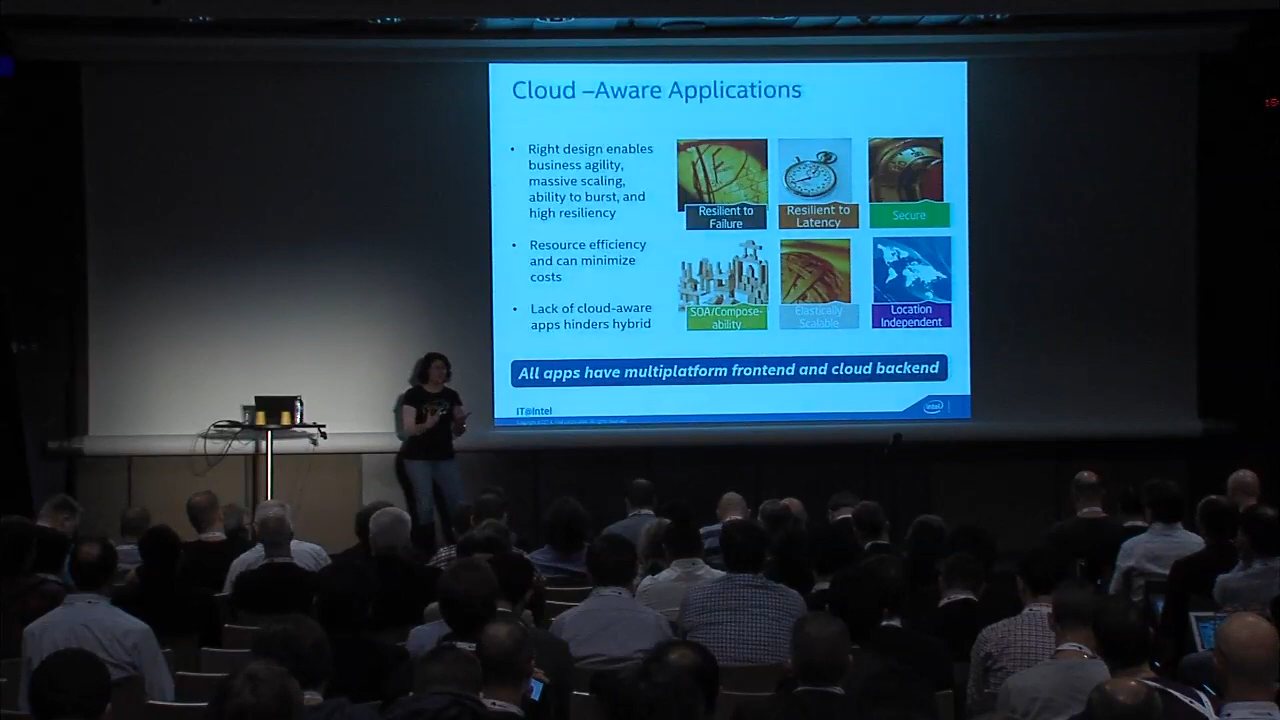 Cloud –Aware Applications
• Right design enables
business agility,
massive scaling,
ability to burst, and
high resiliency
• Resource efficiency
and can minimize
costs
• Lack of cloud-aware
apps hinders hybrid
Resilient to
Failure
Resilient to
Latency
Secure
SOA/Compose-
ability
Elastically
Scalable
Location
Independent
All apps have multiplatform frontend and cloud backend
IT@Intel
intel